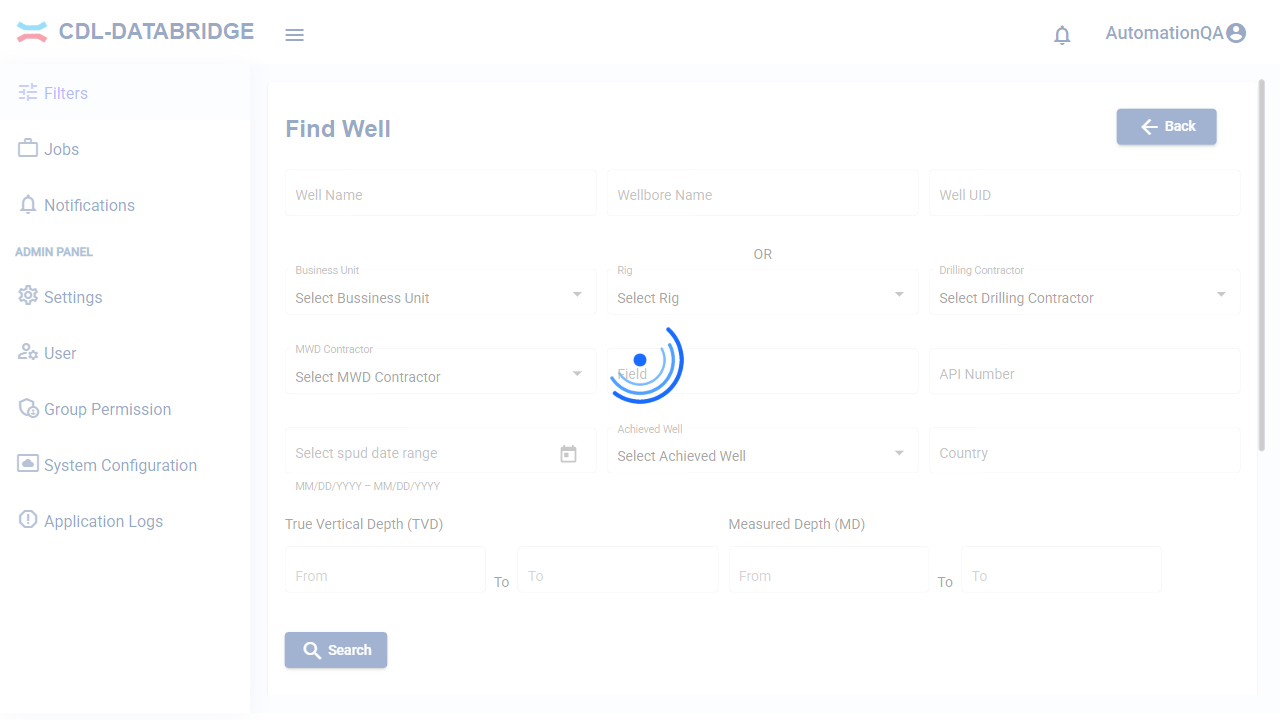 CDL-DATABRIDGE
AutomationQA
Filters
Jobs
Notifications
ADMIN PANEL
Settings
User
Group Permission
System Configuration
Application Logs
Find Well
Back
Well Name
Wellbore Name
Well UID
OR
Business Unit
Rig
Drilling Contractor
Select Bussiness Unit
Select Rig
Select Drilling Contractor
MWD Contractor
Select MWD Contractor
Field
API Number
Achieved Well
Select spud date range
Select Achieved Well
Country
MM/DD/YYYY – MM/DD/YYYY
True Vertical Depth (TVD)
Measured Depth (MD)
From
To
To
From
To
To
Search